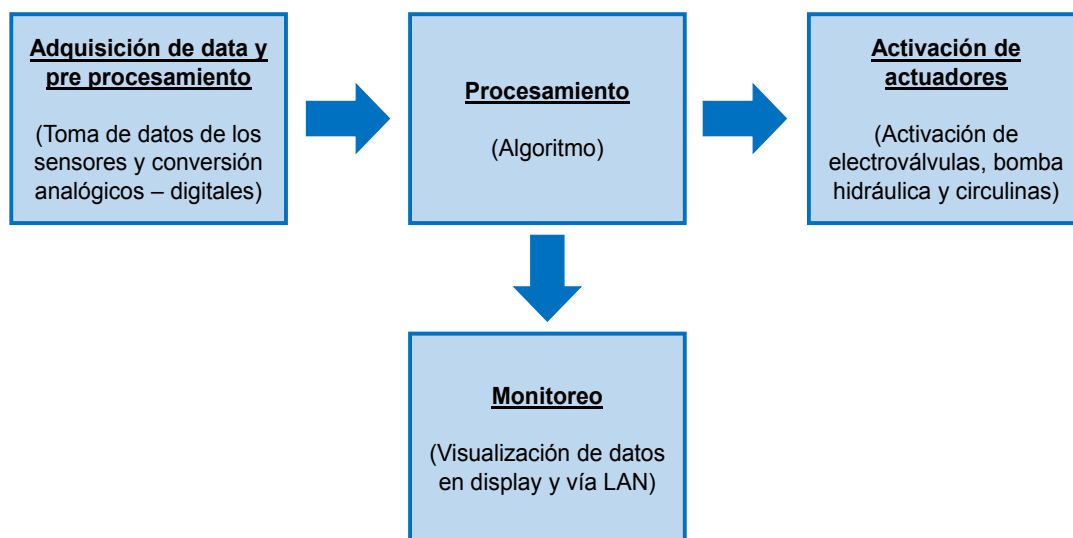 Adquisición de data y
pre procesamiento
(Toma de datos de los
sensores y conversión
analógicos – digitales)
Procesamiento
(Algoritmo)
Activación de
actuadores
(Activación de
electroválvulas, bomba
hidráulica y circulinas)
Monitoreo
(Visualización de datos
en display y vía LAN)